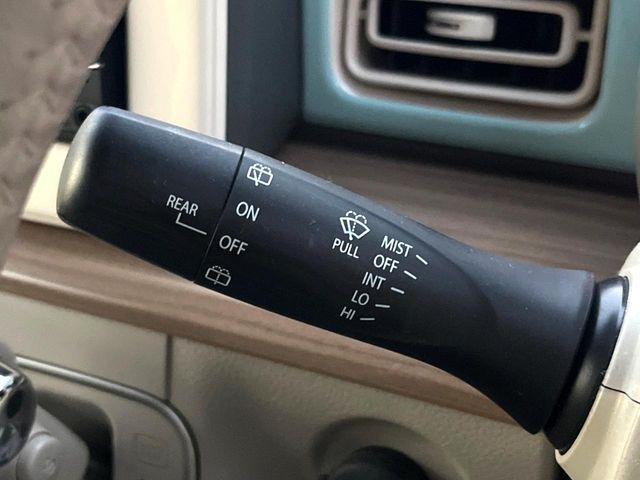 REAR
ON
OFF
PULL
MIST
OFF
INT
LO
HI